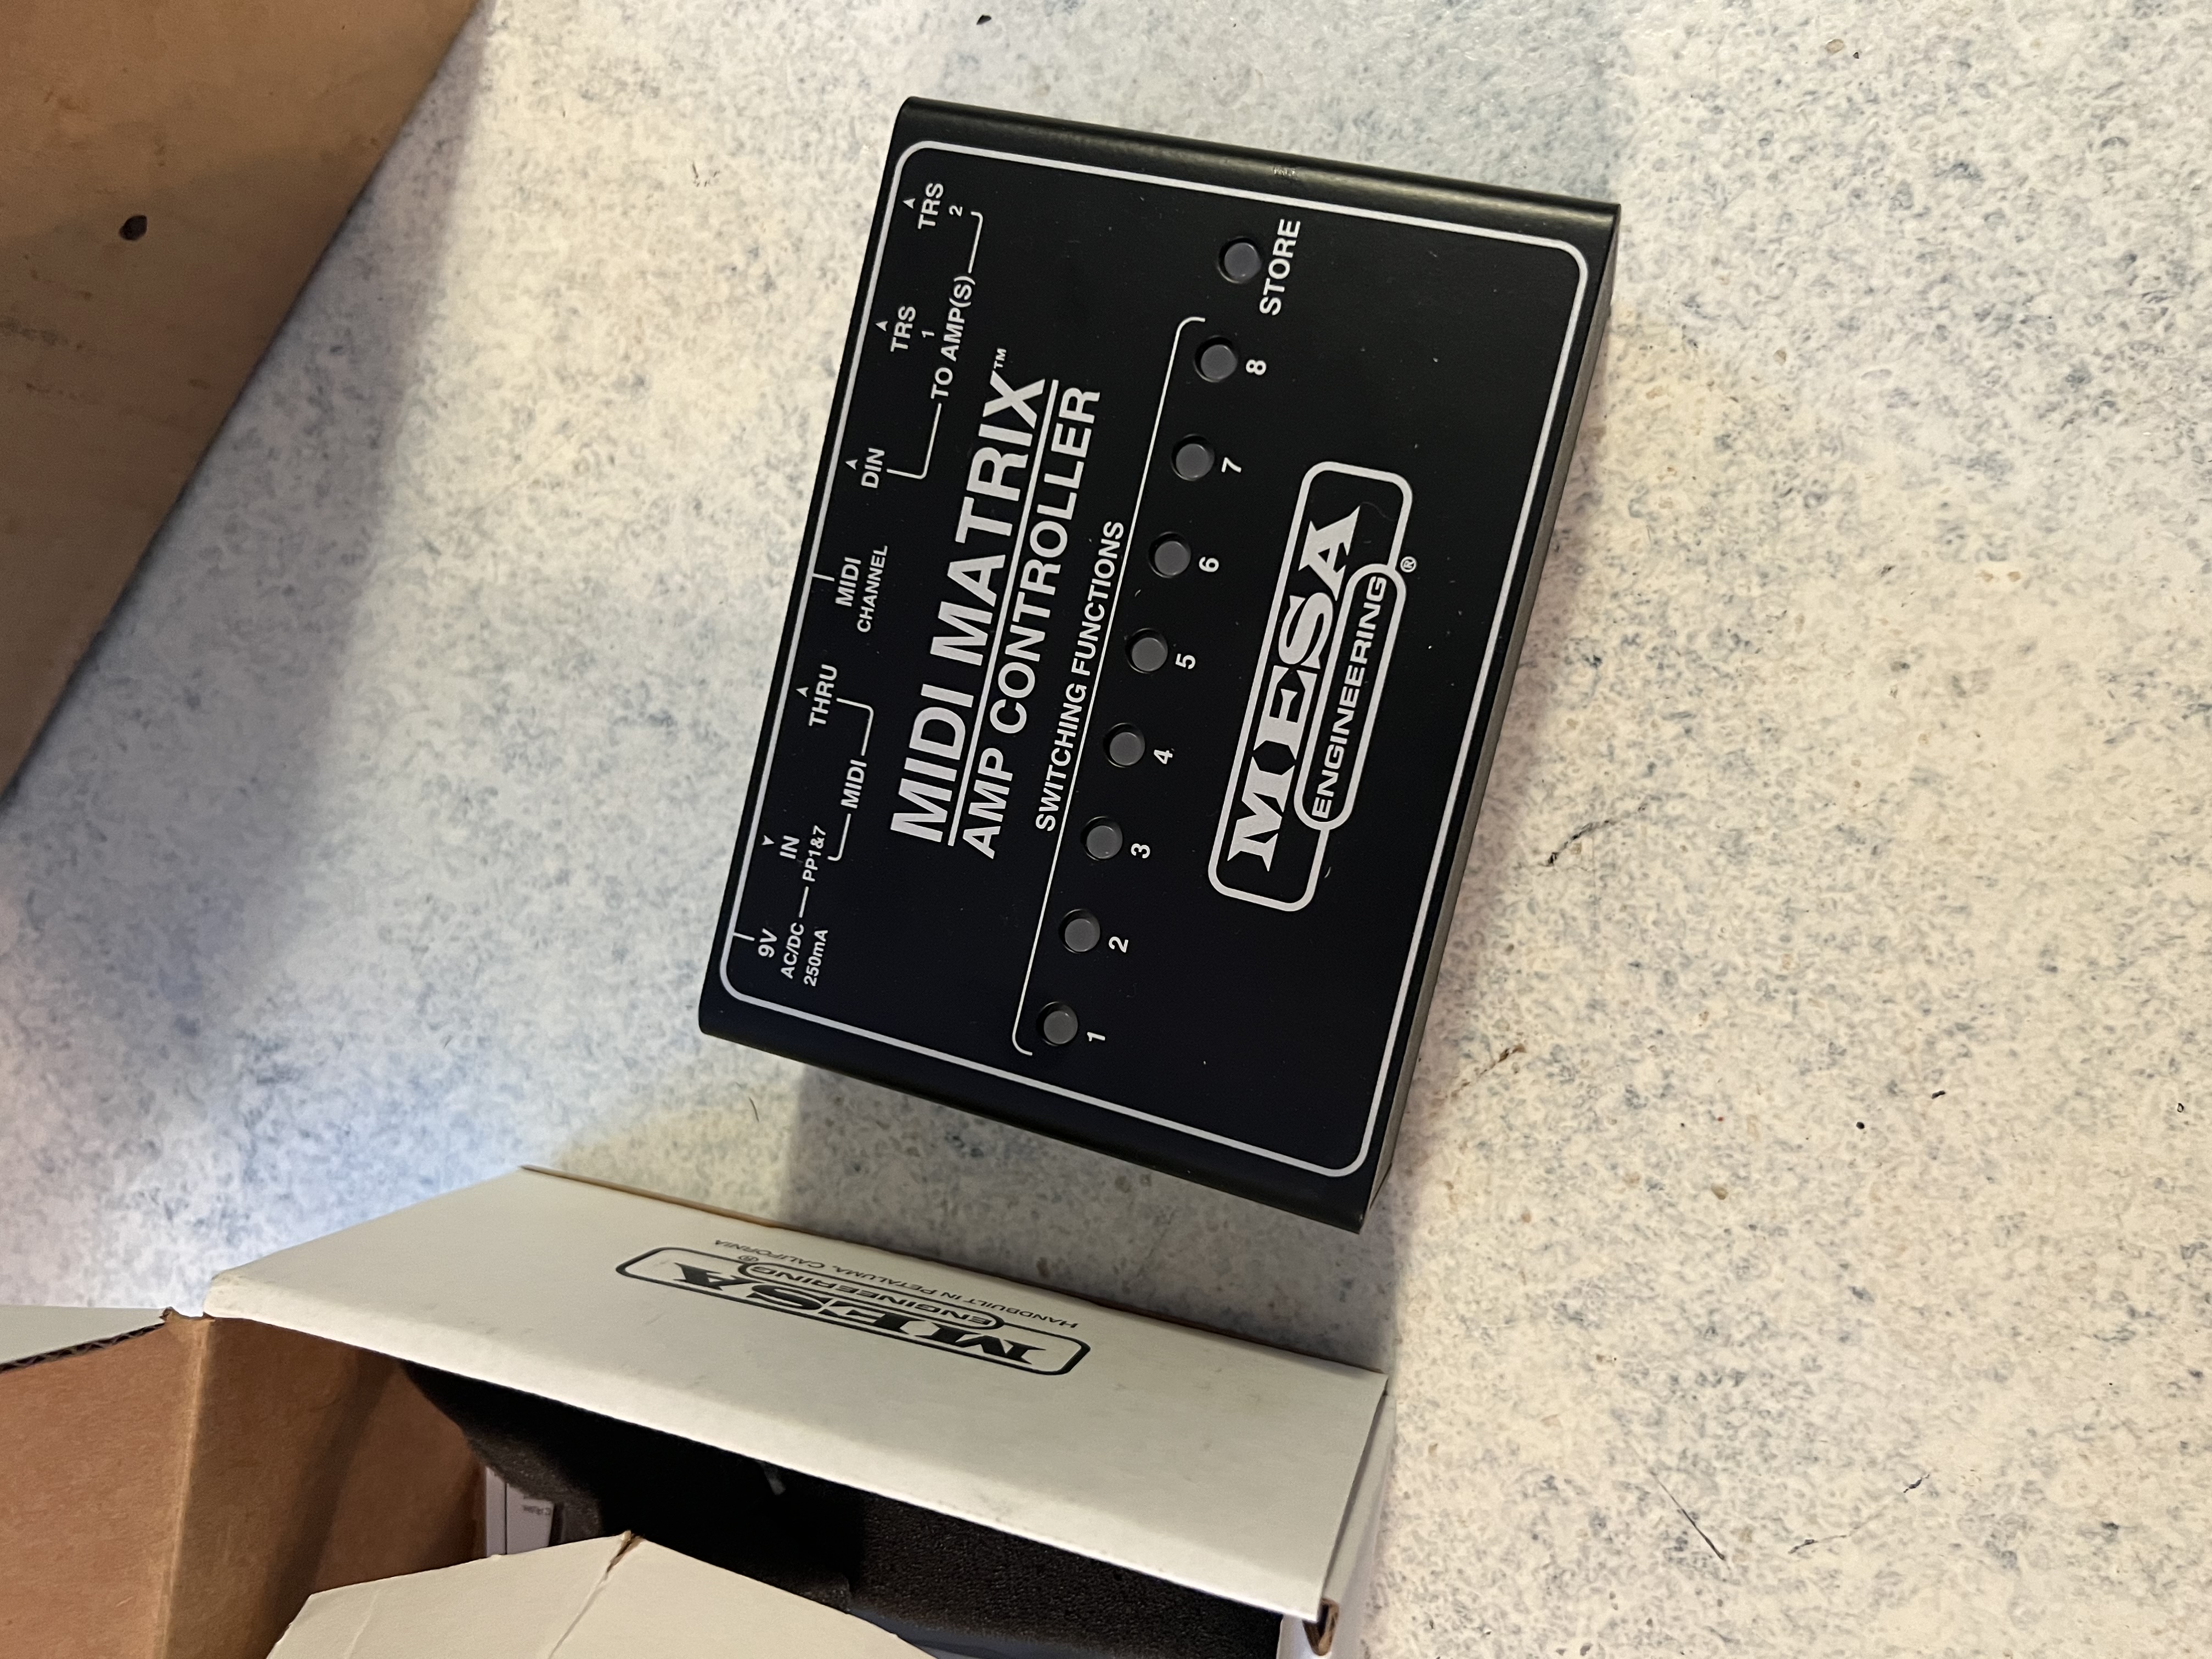 9V
AC/DC
250mA
IN
PP1&7
THRU
MIDI
MIDI
CHANNEL
DIN
TRS
1
TRS
2
TO AMP(S)
MIDI MATRIX™
AMP CONTROLLER
SWITCHING FUNCTIONS
1 2 3 4 5 6 7 8
STORE
MESA
ENGINEERING®
MESA
ENGINEERING®
HANDBUILT IN PETALUMA, CALIFORNIA